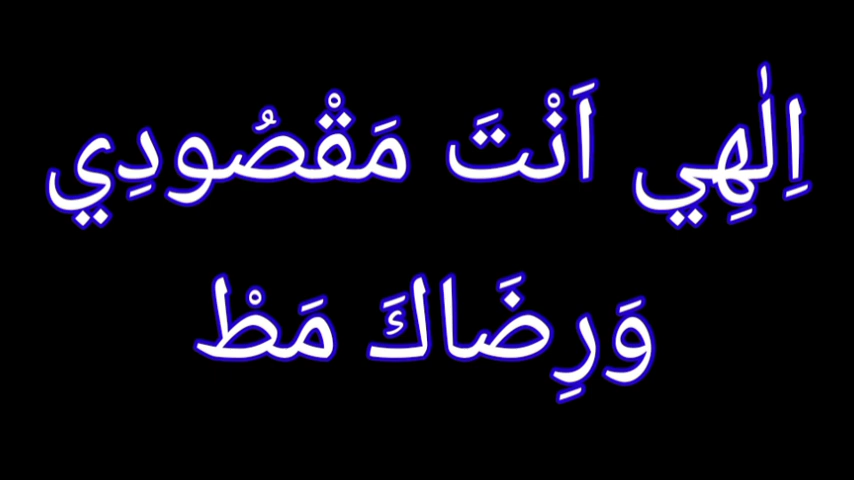 اِلٰهِي اَنْتَ مَقْصُودِي
وَرِضَاكَ مَطْ